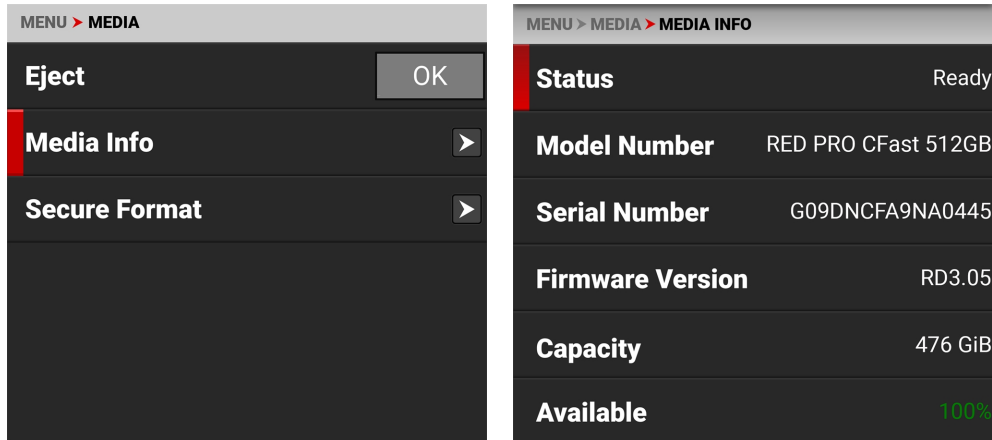 MENU > MEDIA
Eject OK
Media Info
Secure Format
MENU > MEDIA > MEDIA INFO
Status Ready
Model Number RED PRO CFast 512GB
Serial Number G09DNCFA9NA0445
Firmware Version RD3.05
Capacity 476 GiB
Available 100%